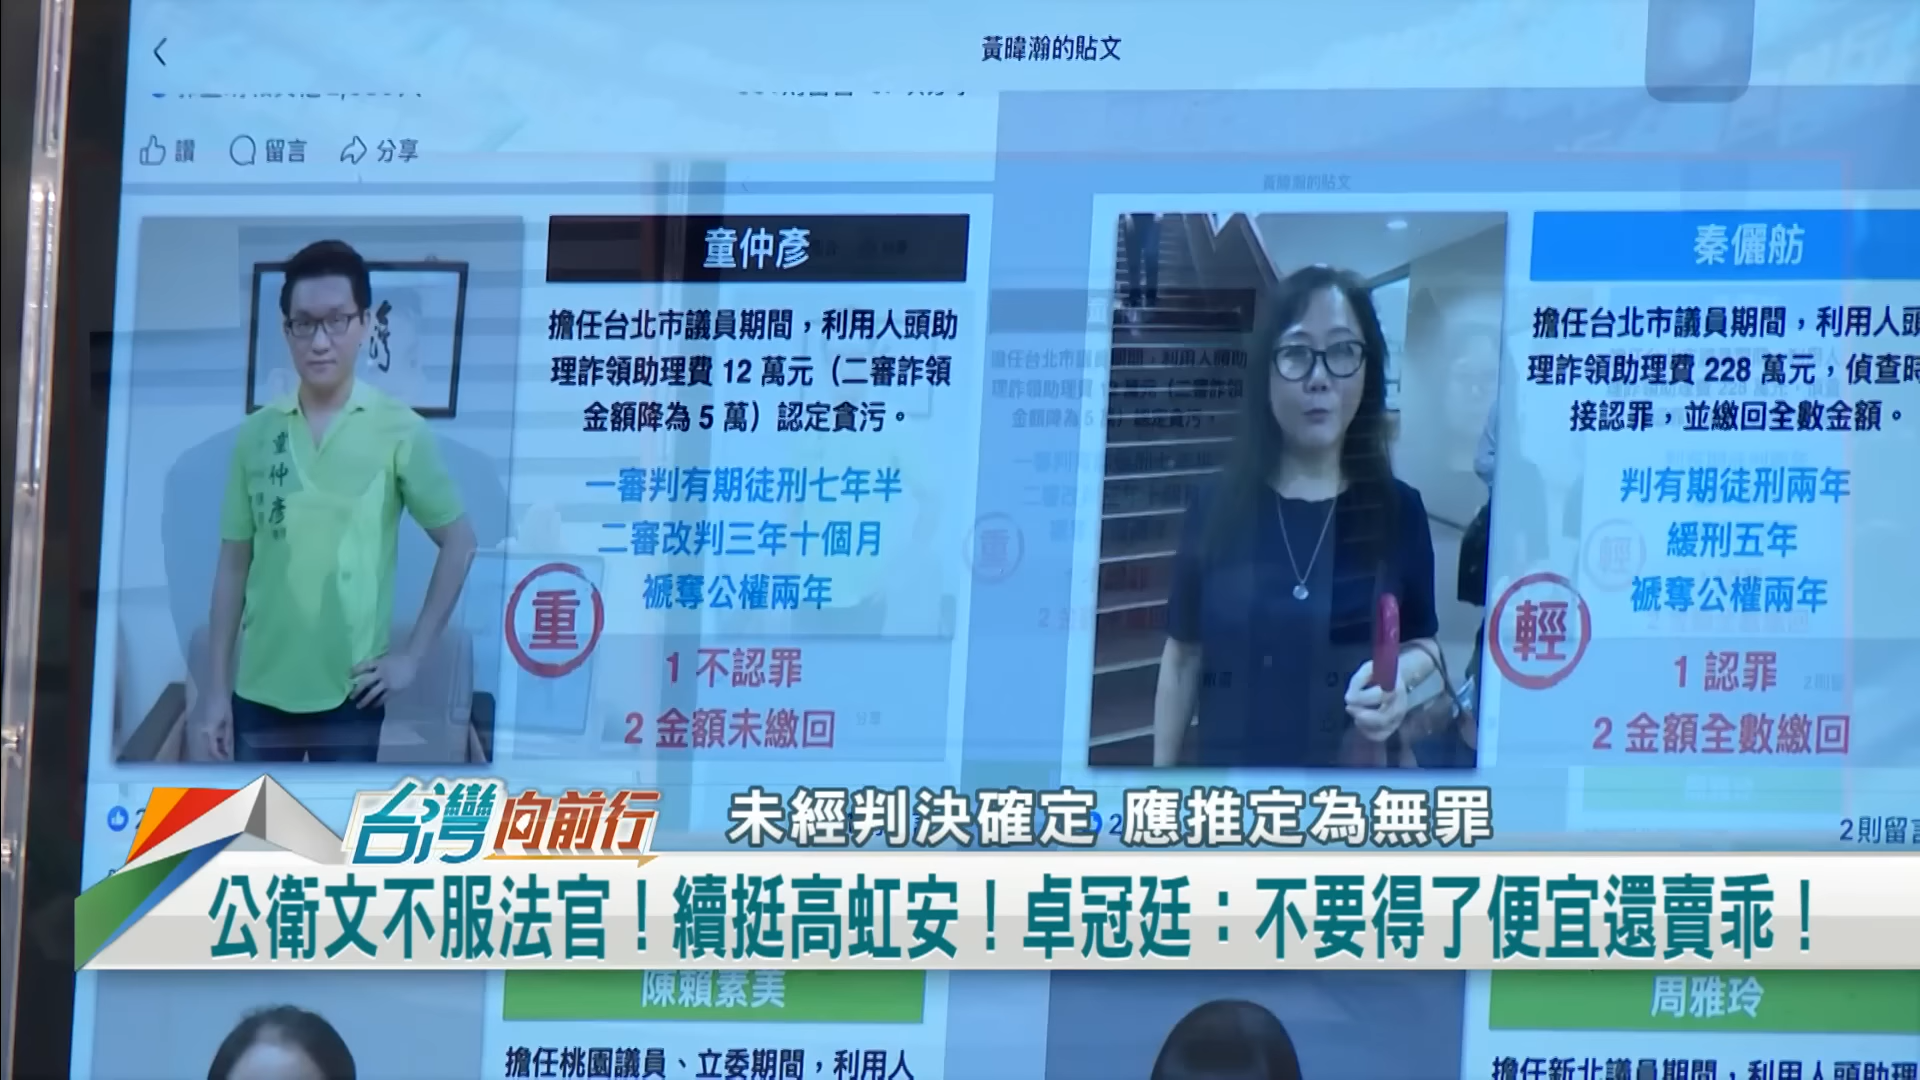 黃暐瀚的貼文
讚 留言 分享
黃暐瀚的貼文
童仲彥
擔任台北市議員期間，利用人頭助
理詐領助理費 12 萬元（二審詐領
金額降為 5 萬）認定貪污。
一審判有期徒刑七年半
二審改判三年十個月
褫奪公權兩年
重
1 不認罪
2 金額未繳回
童仲彥
秦儷舫
擔任台北市議員期間，利用人頭
理詐領助理費 228 萬元，偵查時
接認罪，並繳回全數金額。
判有期徒刑兩年
緩刑五年
褫奪公權兩年
輕
1 認罪
2 金額全數繳回
2則留言
台灣向前行
未經判決確定 應推定為無罪
公衛文不服法官！續挺高虹安！卓冠廷：不要得了便宜還賣乖！
陳賴素美
擔任桃園議員、立委期間，利用人
周雅玲
擔任新北議員期間，利用人頭助理